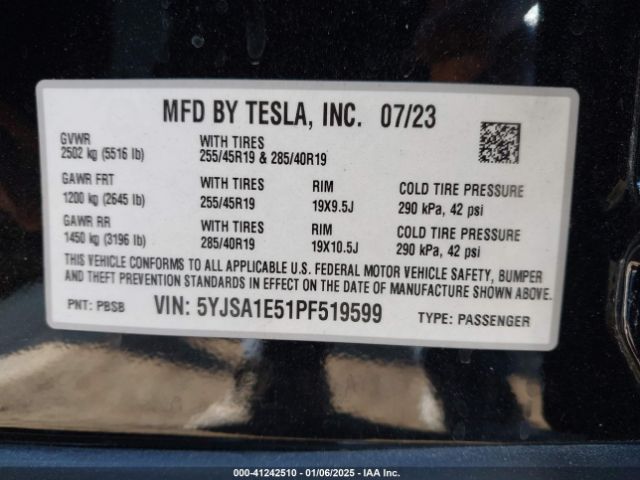 MFD BY TESLA, INC. 07/23
GVWR
2502 kg (5516 lb)
WITH TIRES
255/45R19 & 285/40R19
GAWR FRT
1200 kg (2645 lb)
WITH TIRES
255/45R19
RIM
19X9.5J
COLD TIRE PRESSURE
290 kPa, 42 psi
GAWR RR
1450 kg (3196 lb)
WITH TIRES
285/40R19
RIM
19X10.5J
COLD TIRE PRESSURE
290 kPa, 42 psi
THIS VEHICLE CONFORMS TO ALL APPLICABLE U.S. FEDERAL MOTOR VEHICLE SAFETY, BUMPER
AND THEFT PREVENTION STANDARDS IN EFFECT ON THE DATE OF MANUFACTURE SHOWN ABOVE.
PNT: PBSB VIN: 5YJSA1E51PF519599 TYPE: PASSENGER
000-41242510 - 01/06/2025 - IAA Inc.